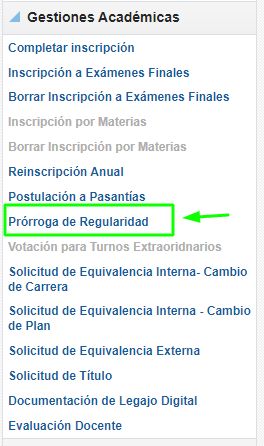 Gestiones Académicas
Completar inscripción
Inscripción a Exámenes Finales
Borrar Inscripción a Exámenes Finales
Inscripción por Materias
Borrar Inscripción por Materias
Reinscripción Anual
Postulación a Pasantías
Prórroga de Regularidad
Votación para Turnos Extraoridnarios
Solicitud de Equivalencia Interna- Cambio
de Carrera
Solicitud de Equivalencia Interna - Cambio
de Plan
Solicitud de Equivalencia Externa
Solicitud de Título
Documentación de Legajo Digital
Evaluación Docente